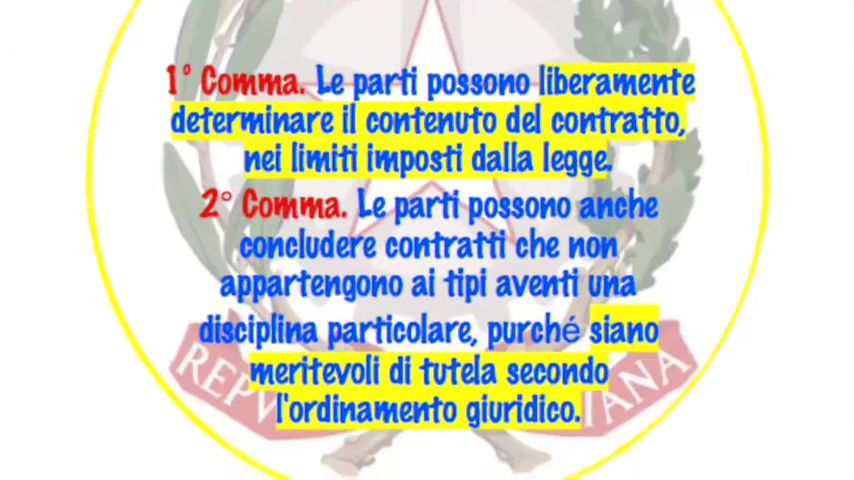 1° Comma. Le parti possono liberamente
determinare il contenuto del contratto,
nei limiti imposti dalla legge.
2° Comma. Le parti possono anche
concludere contratti che non
appartengono ai tipi aventi una
disciplina particolare, purché siano
meritevoli di tutela secondo
l'ordinamento giuridico.